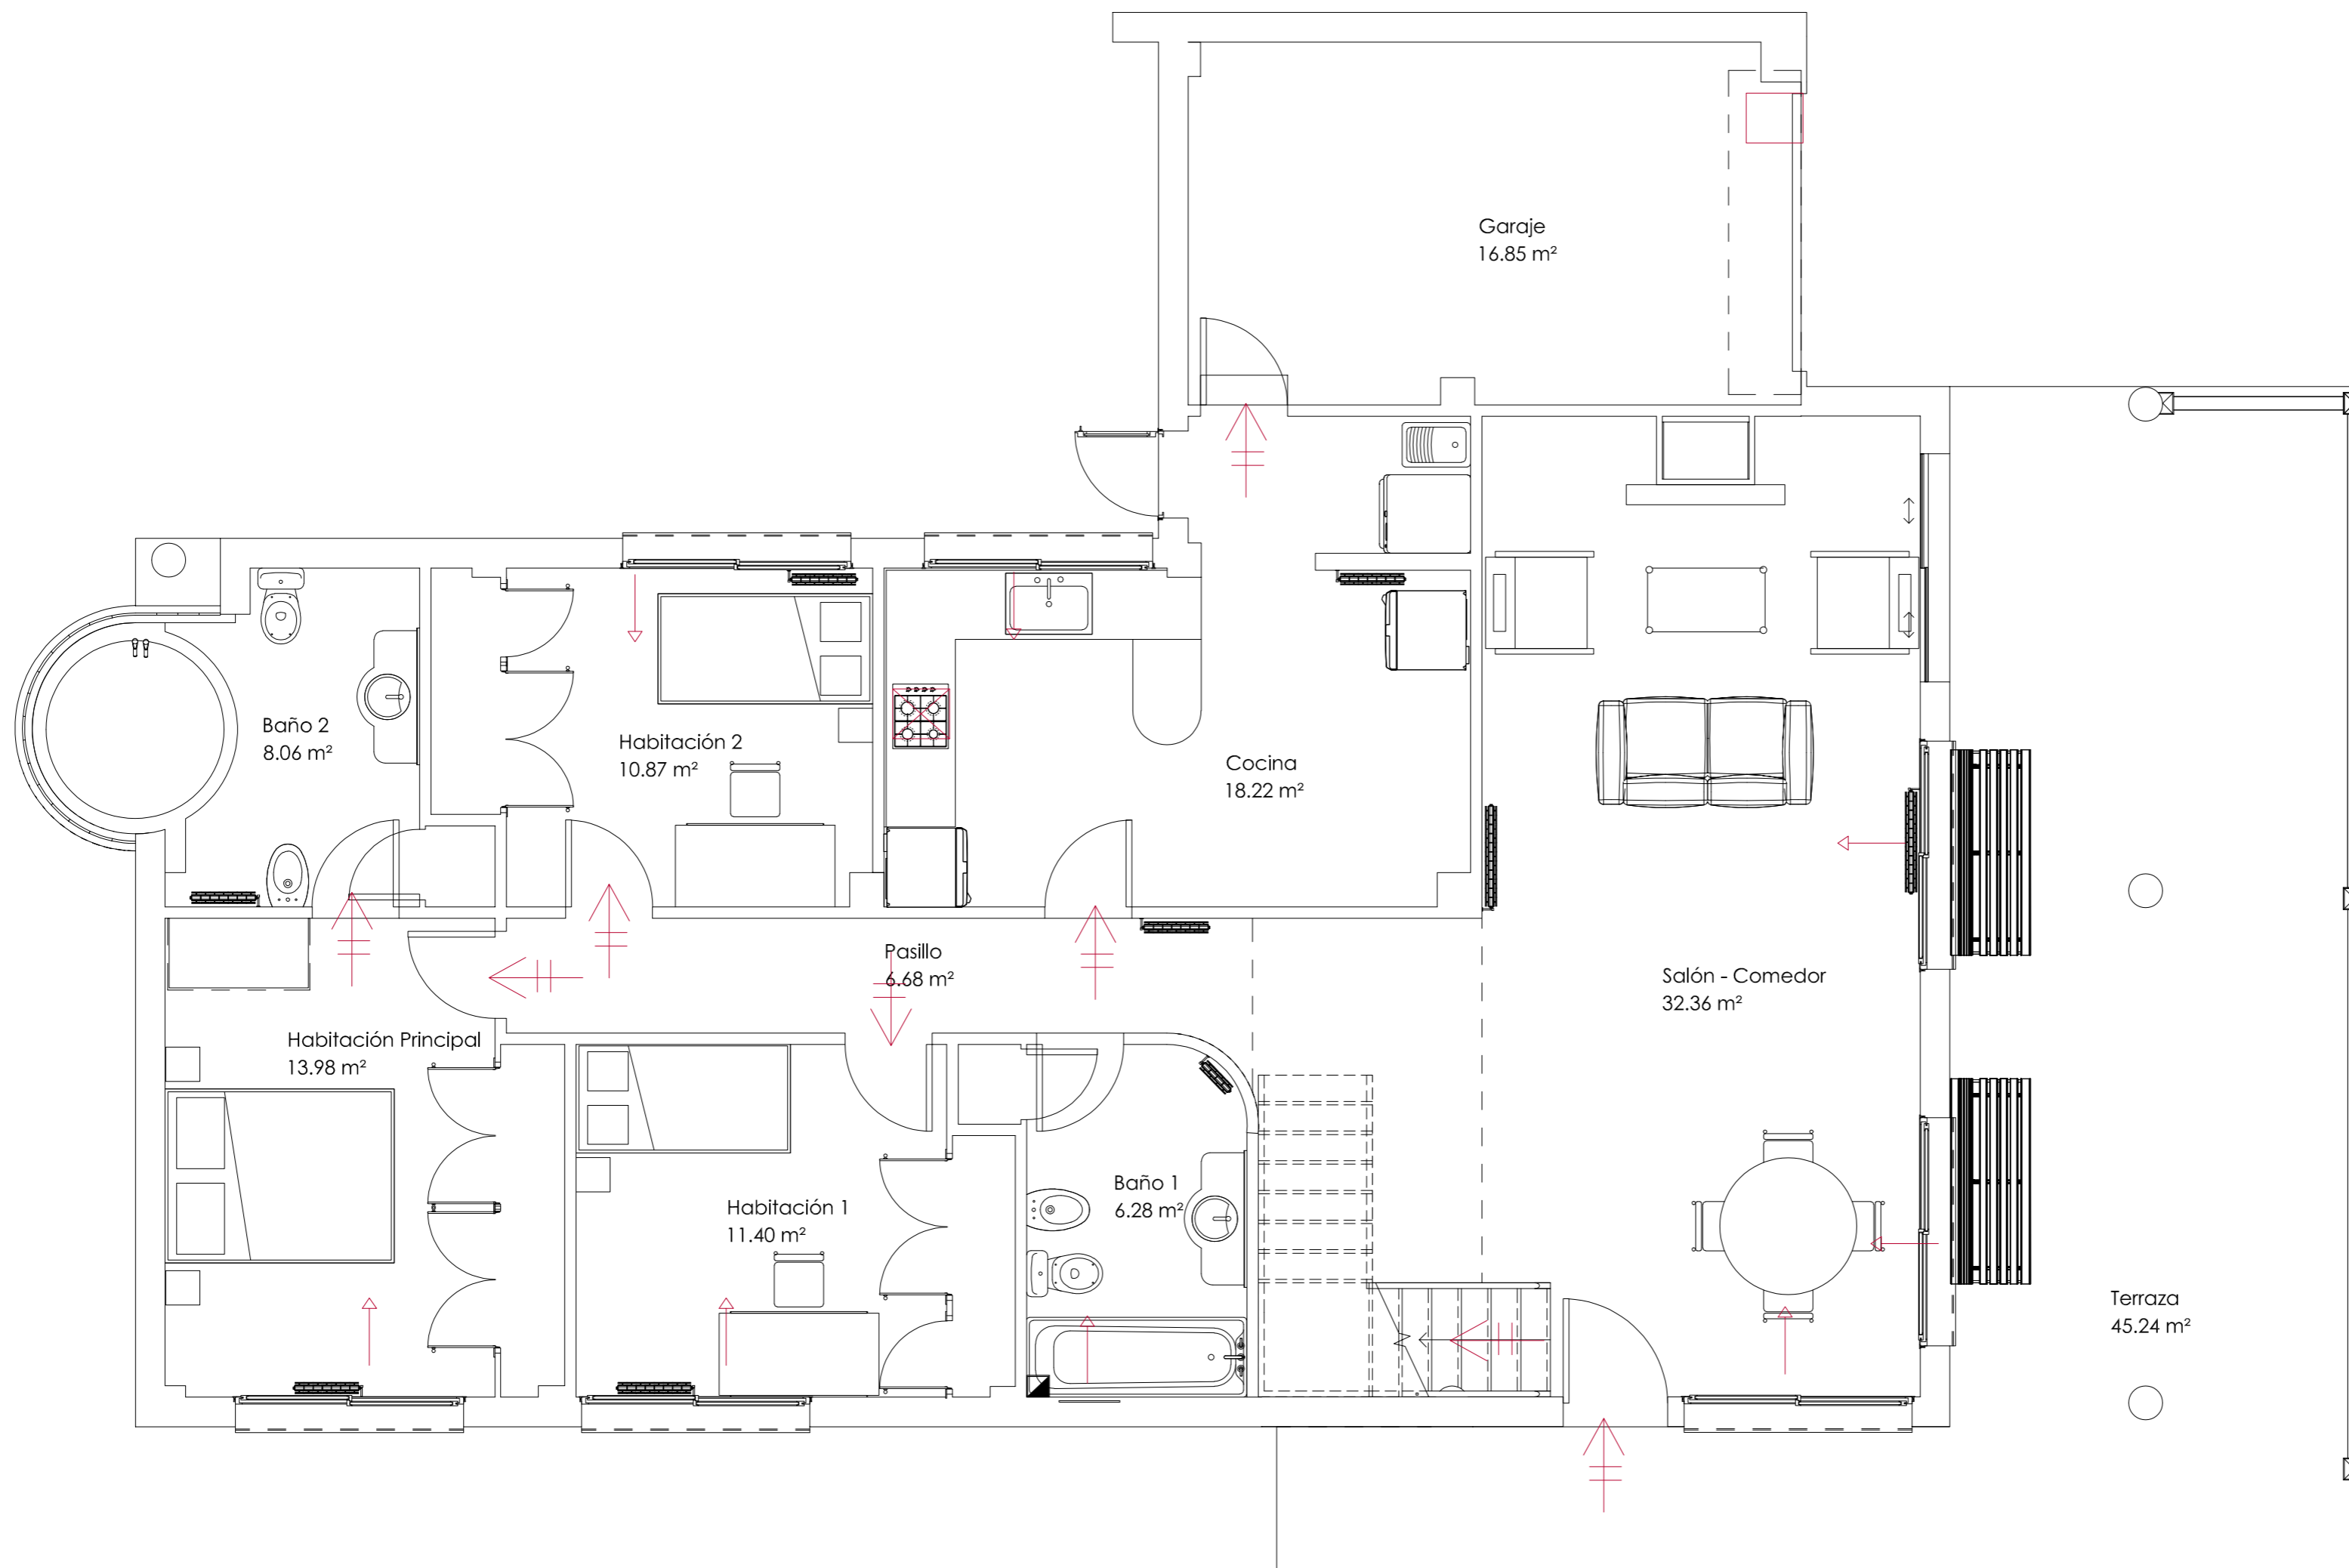 Garaje
16.85 m²
Baño 2
8.06 m²
Habitación 2
10.87 m²
Cocina
18.22 m²
Pasillo
6.68 m²
Salón - Comedor
32.36 m²
Habitación Principal
13.98 m²
Habitación 1
11.40 m²
Baño 1
6.28 m²
Terraza
45.24 m²